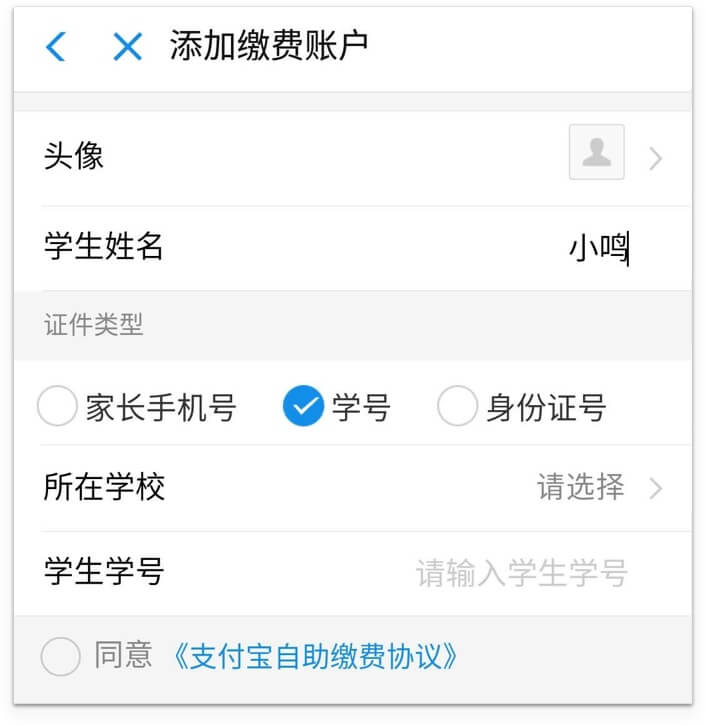 添加缴费账户
头像
学生姓名 小鸣
证件类型
家长手机号 学号 身份证号
所在学校 请选择
学生学号 请输入学生学号
同意 《支付宝自助缴费协议》